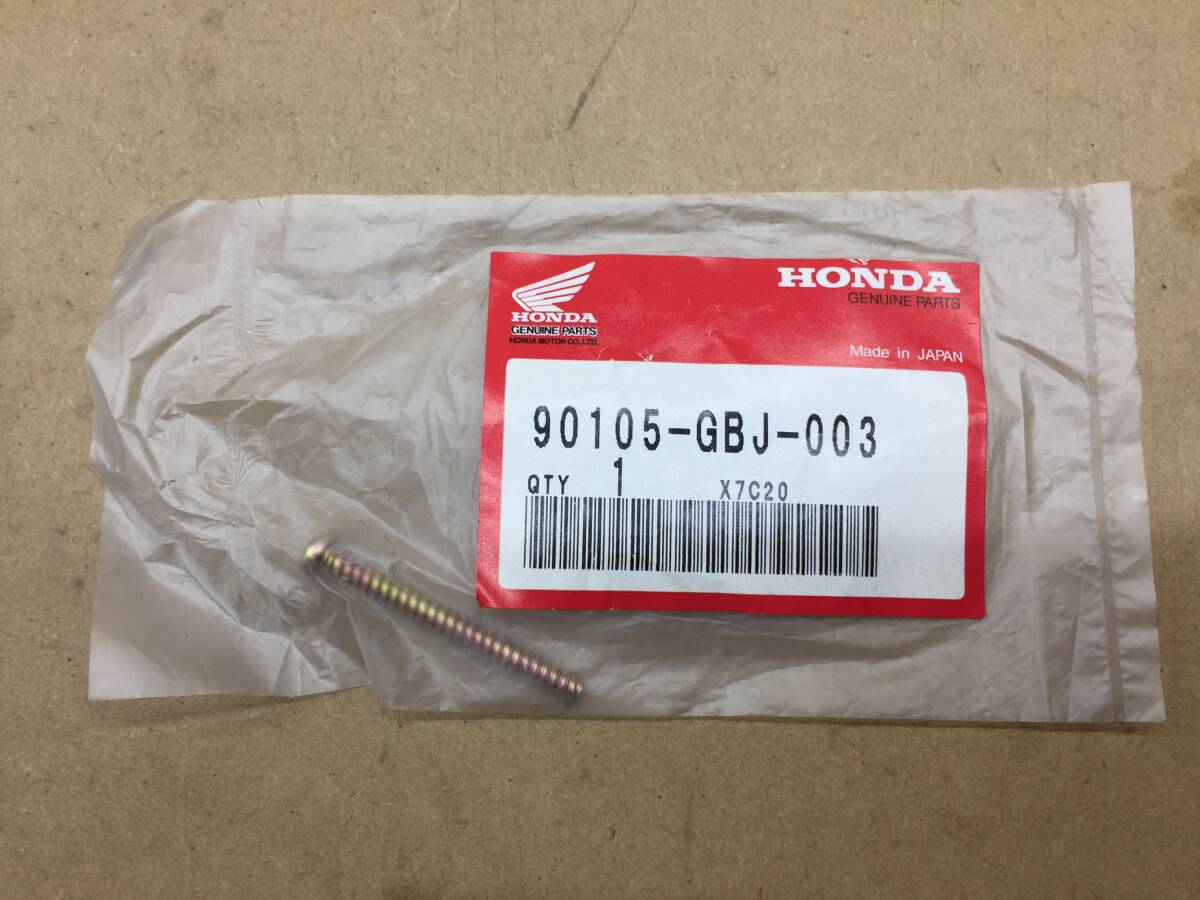 HONDA
GENUINE PARTS
HONDA MOTOR CO.,LTD.
HONDA
GENUINE PARTS
Made in JAPAN
90105-GBJ-003
QTY 1 X7C20